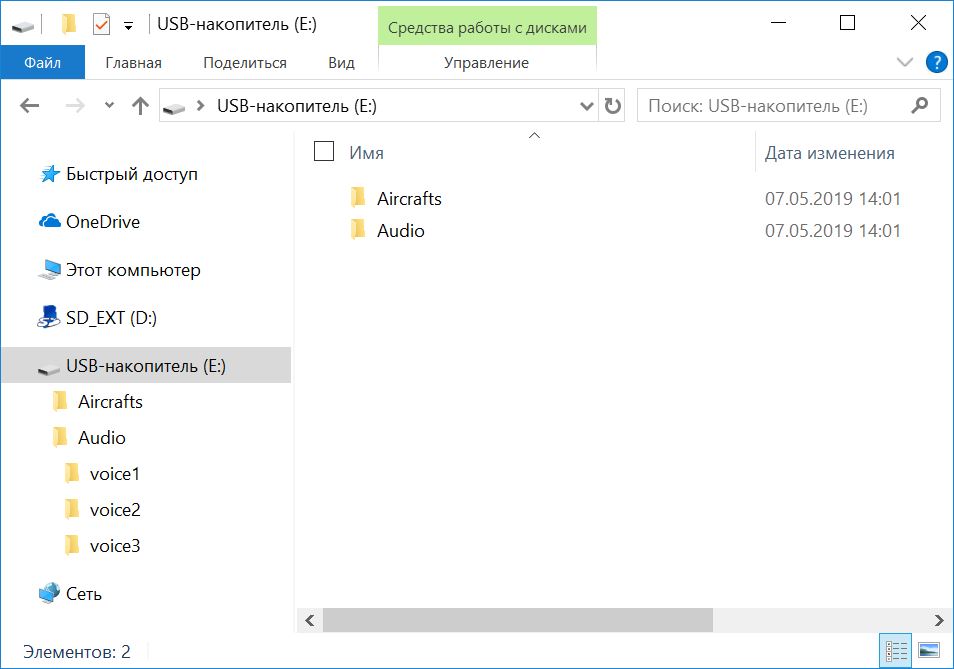 USB-накопитель (E:)
Средства работы с дисками
Файл
Главная
Поделиться
Вид
Управление
?
USB-накопитель (E:)
Поиск: USB-накопитель (E:)
Имя
Дата изменения
Aircrafts
07.05.2019 14:01
Audio
07.05.2019 14:01
Быстрый доступ
OneDrive
Этот компьютер
SD_EXT (D:)
USB-накопитель (E:)
Aircrafts
Audio
voice1
voice2
voice3
Сеть
Элементов: 2